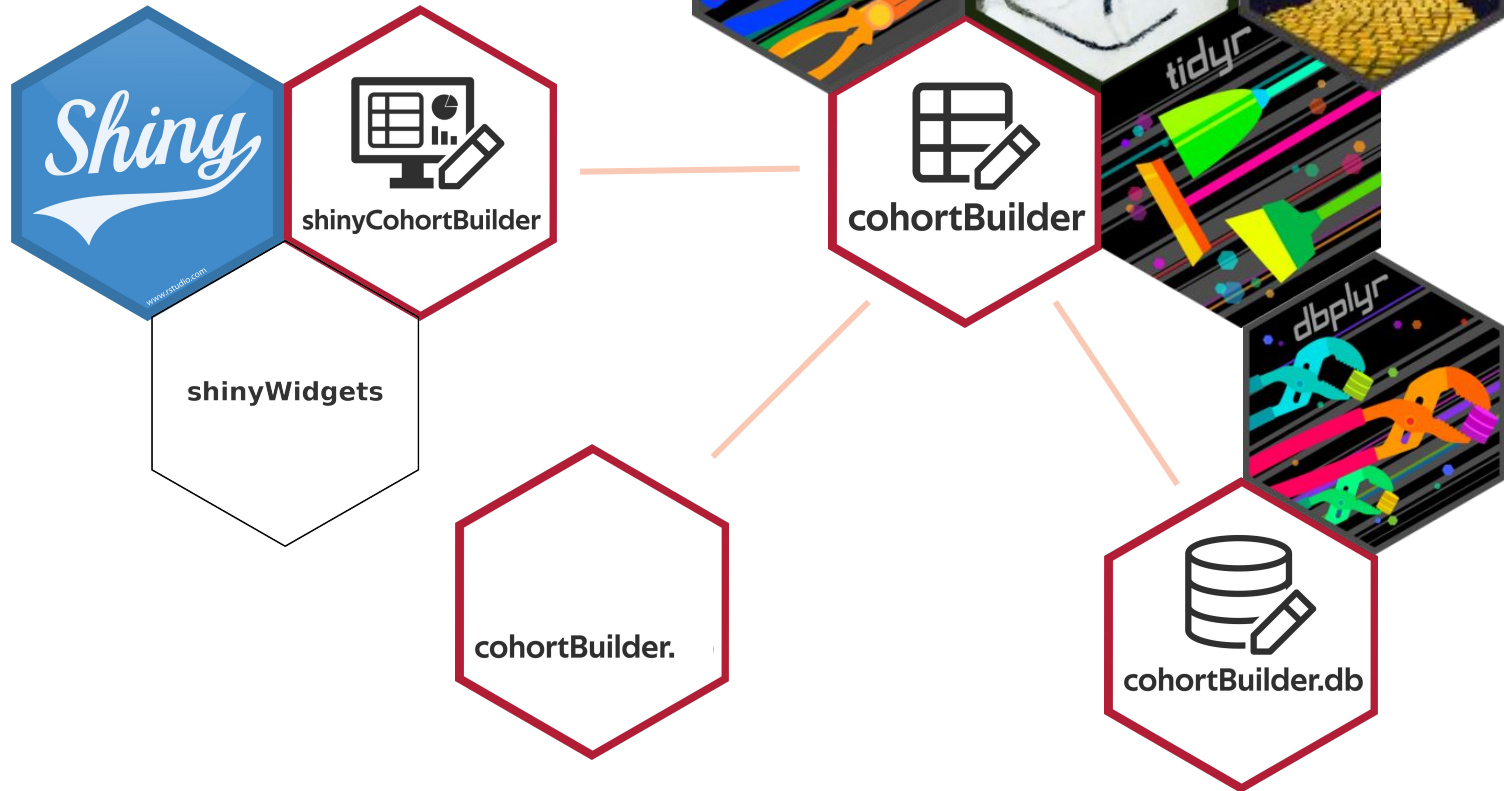 Shiny
www.rstudio.com
shinyCohortBuilder
cohortBuilder
tidyr
dbplyr
shinyWidgets
cohortBuilder.
cohortBuilder.db